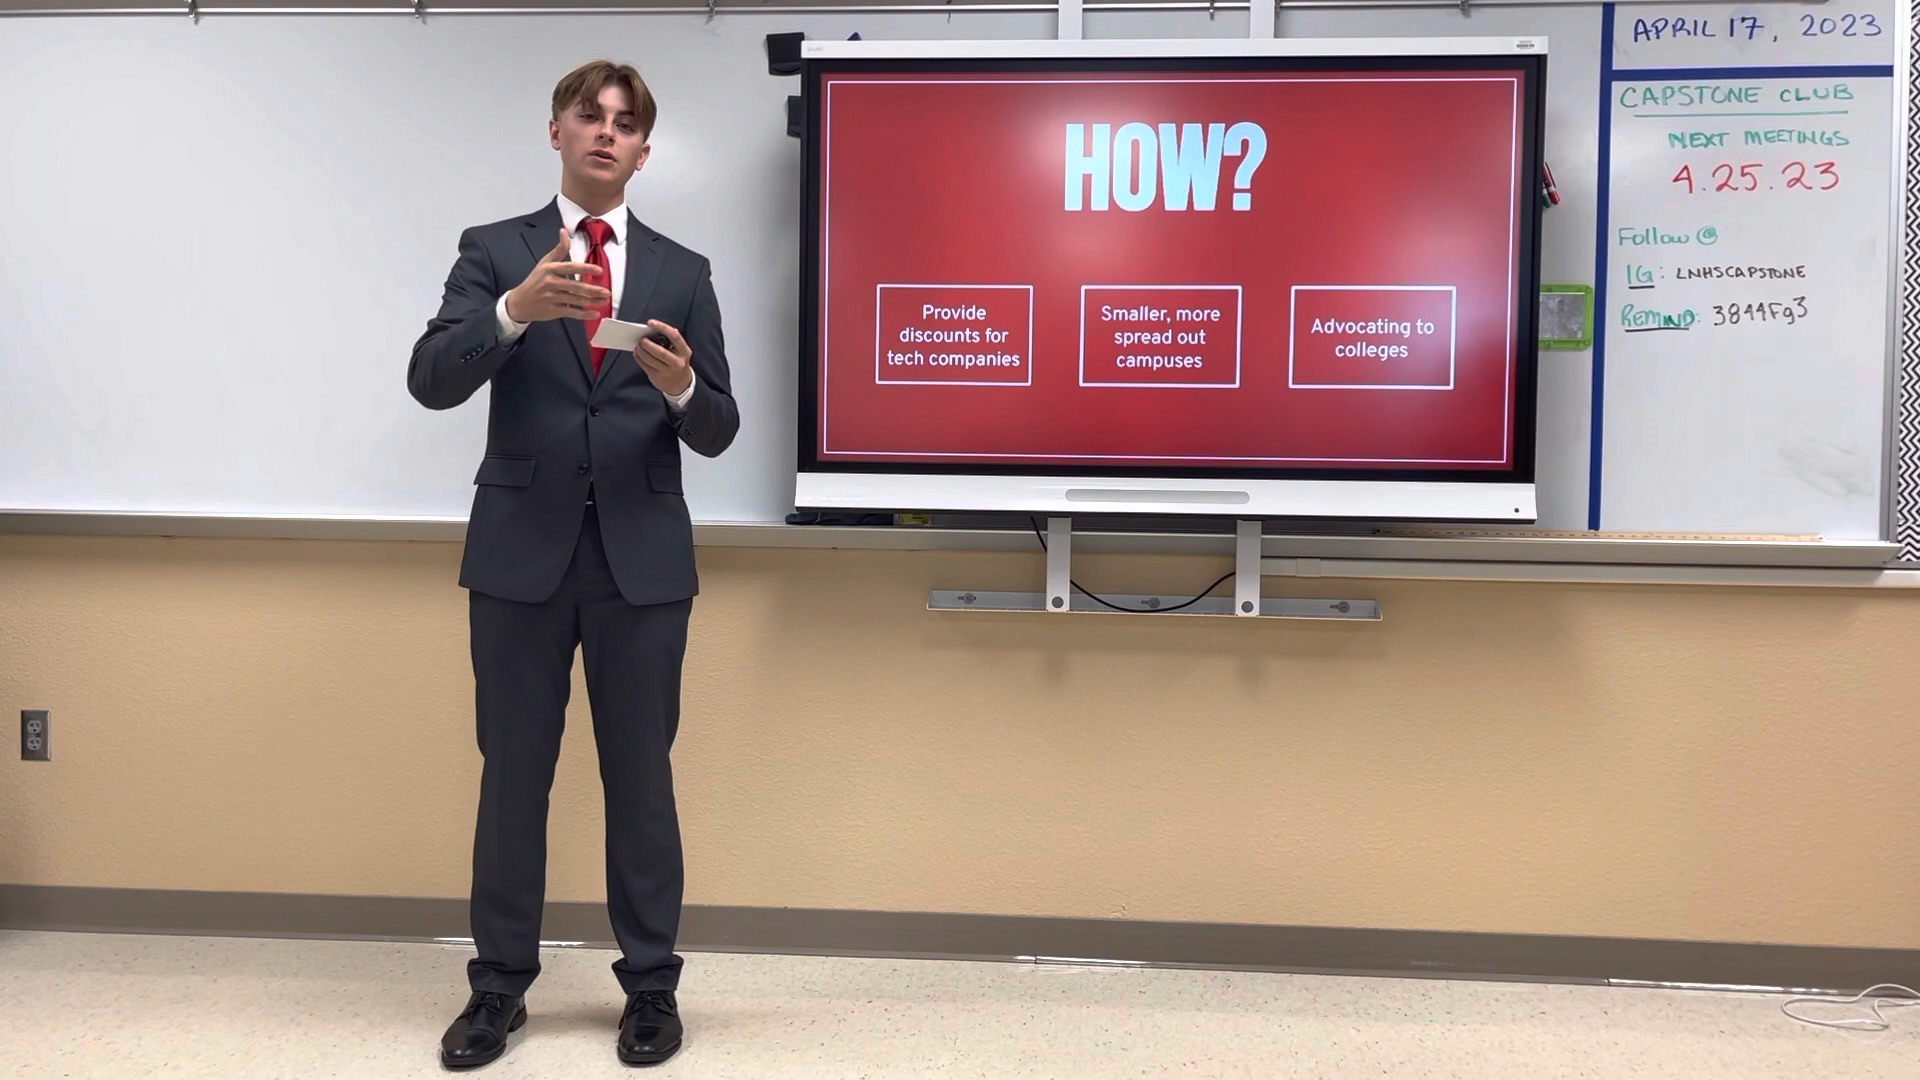 HOW?
Provide
discounts for
tech companies
Smaller, more
spread out
campuses
Advocating to
colleges
APRIL 17, 2023
CAPSTONE CLUB
NEXT MEETINGS
4.25.23
Follow @
IG: LNHSCAPSTONE
REMIND: 3844Fg3